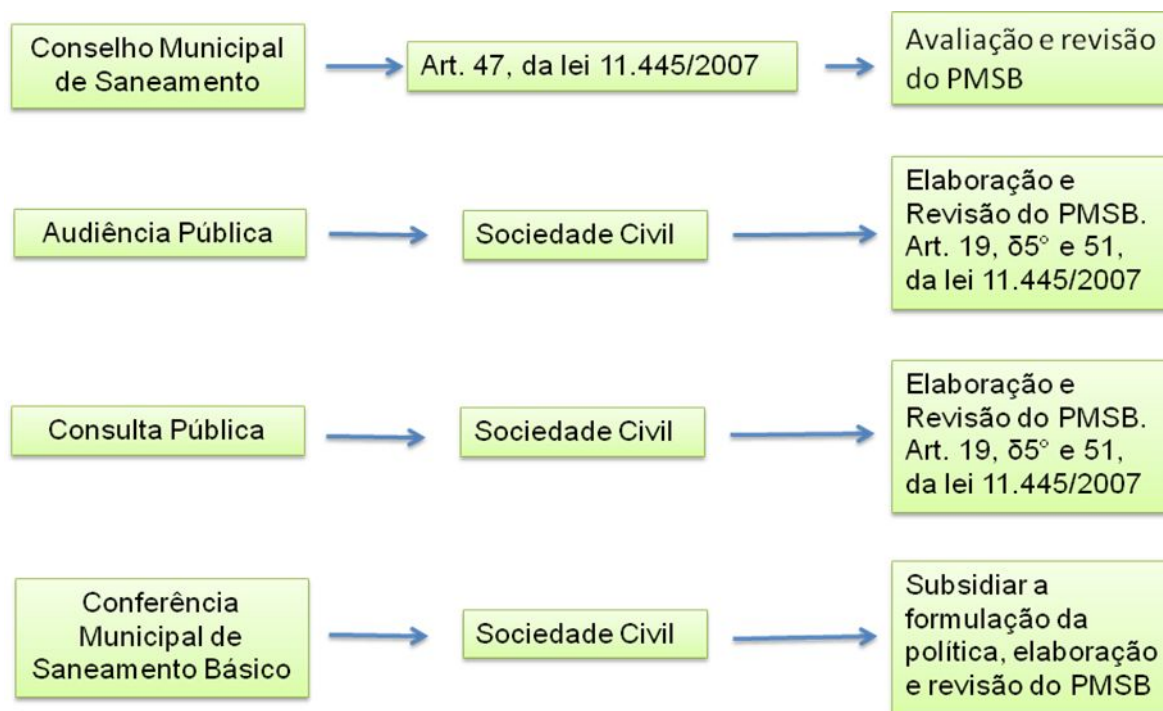 Conselho Municipal
de Saneamento
Art. 47, da lei 11.445/2007
Avaliação e revisão
do PMSB
Audiência Pública
Sociedade Civil
Elaboração e
Revisão do PMSB.
Art. 19, δ5° e 51,
da lei 11.445/2007
Consulta Pública
Sociedade Civil
Elaboração e
Revisão do PMSB.
Art. 19, δ5° e 51,
da lei 11.445/2007
Conferência
Municipal de
Saneamento Básico
Sociedade Civil
Subsidiar a
formulação da
política, elaboração
e revisão do PMSB